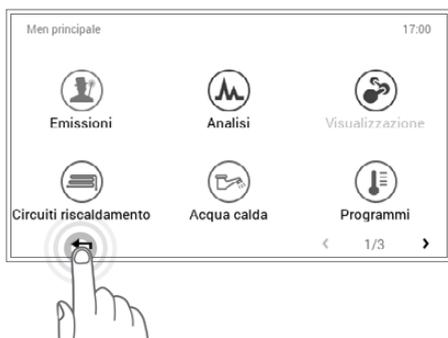 Men principale 17:00
Emissioni Analisi Visualizzazione
Circuiti riscaldamento Acqua calda Programmi
1/3